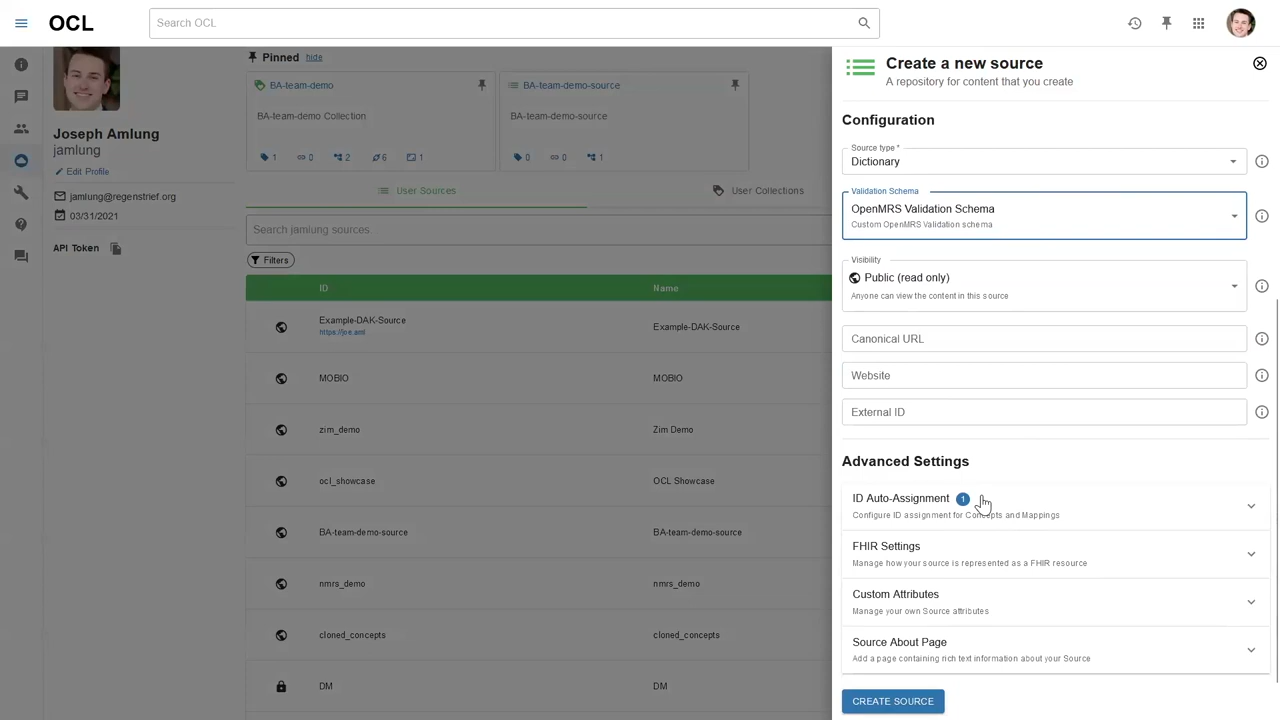 OCL
Search OCL
Joseph Amlung
jamlung
Edit Profile
jamlung@regenstrief.org
03/31/2021
API Token
Pinned hide
BA-team-demo
BA-team-demo Collection
1 0 2 6 1
BA-team-demo-source
BA-team-demo-source
0 0 1
User Sources
User Collections
Search jamlung sources.
Filters
ID Name
Example-DAK-Source Example-DAK-Source
https://joe.aml
MOBIO MOBIO
zim_demo Zim Demo
ocl_showcase OCL Showcase
BA-team-demo-source BA-team-demo-source
nmrs_demo nmrs_demo
cloned_concepts cloned_concepts
DM DM
Create a new source
A repository for content that you create
Configuration
Source type *
Dictionary
Validation Schema
OpenMRS Validation Schema
Custom OpenMRS Validation schema
Visibility
Public (read only)
Anyone can view the content in this source
Canonical URL
Website
External ID
Advanced Settings
ID Auto-Assignment 1
Configure ID assignment for Concepts and Mappings
FHIR Settings
Manage how your source is represented as a FHIR resource
Custom Attributes
Manage your own Source attributes
Source About Page
Add a page containing rich text information about your Source
CREATE SOURCE